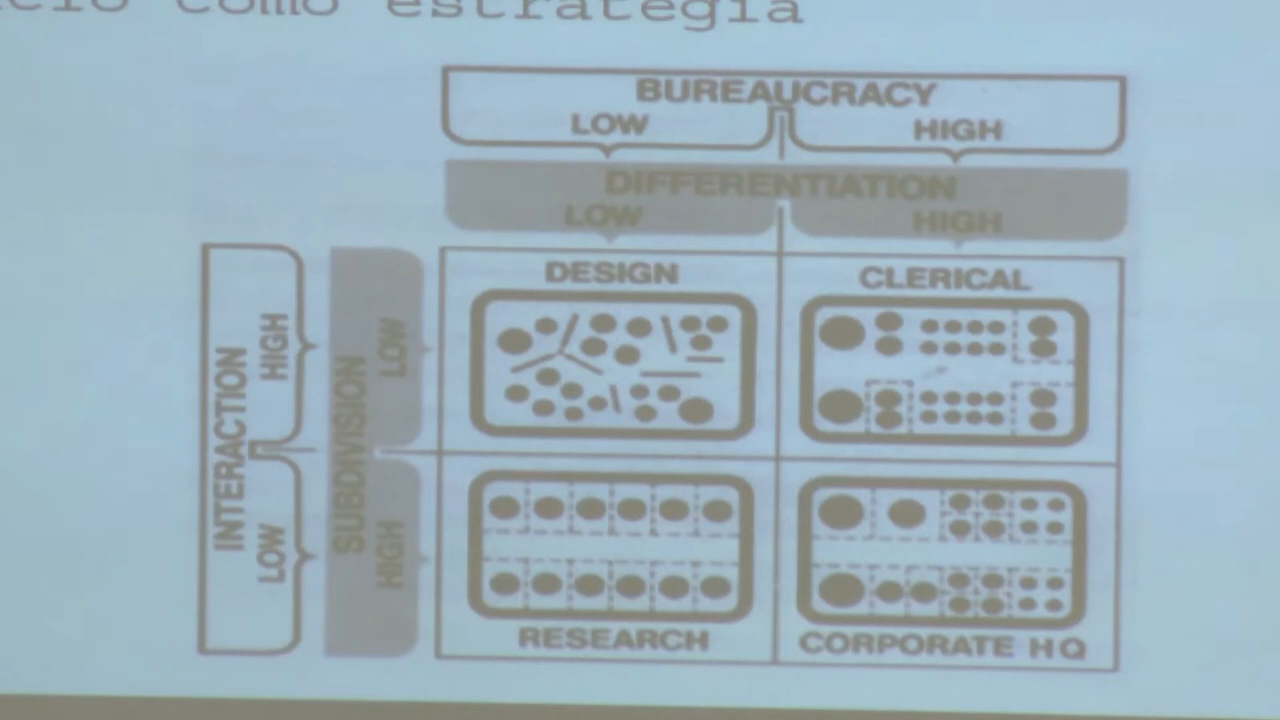 como estrategia
BUREAUCRACY
LOW HIGH
DIFFERENTIATION
LOW HIGH
INTERACTION
HIGH
LOW
SUBDIVISION
LOW
HIGH
DESIGN
CLERICAL
RESEARCH
CORPORATE HQ